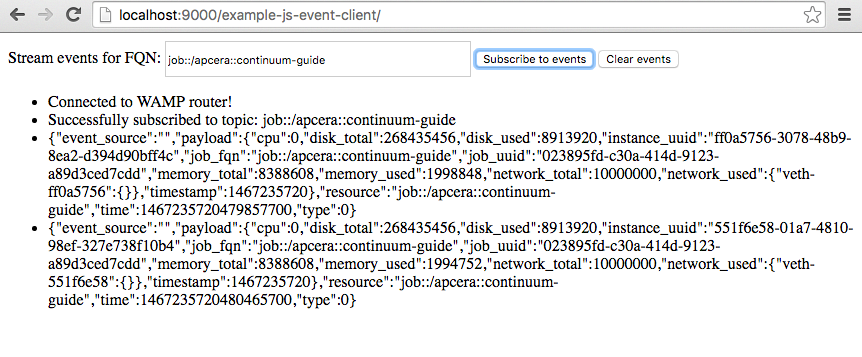 localhost:9000/example-js-event-client/
Stream events for FQN: job::/apcera::continuum-guide Subscribe to events Clear events
• Connected to WAMP router!
• Successfully subscribed to topic: job::/apcera::continuum-guide
• {"event_source":"","payload":{"cpu":0,"disk_total":268435456,"disk_used":8913920,"instance_uuid":"ff0a5756-3078-48b9-
8ea2-d394d90bff4c","job_fqn":"job::/apcera::continuum-guide","job_uuid":"023895fd-c30a-414d-9123-
a89d3ced7cdd","memory_total":8388608,"memory_used":1998848,"network_total":10000000,"network_used":{"veth-
ff0a5756":{}},"timestamp":1467235720},"resource":"job::/apcera::continuum-
guide","time":1467235720479857700,"type":0}
• {"event_source":"","payload":{"cpu":0,"disk_total":268435456,"disk_used":8913920,"instance_uuid":"551f6e58-01a7-4810-
98ef-327e738f10b4","job_fqn":"job::/apcera::continuum-guide","job_uuid":"023895fd-c30a-414d-9123-
a89d3ced7cdd","memory_total":8388608,"memory_used":1994752,"network_total":10000000,"network_used":{"veth-
551f6e58":{}},"timestamp":1467235720},"resource":"job::/apcera::continuum-
guide","time":1467235720480465700,"type":0}